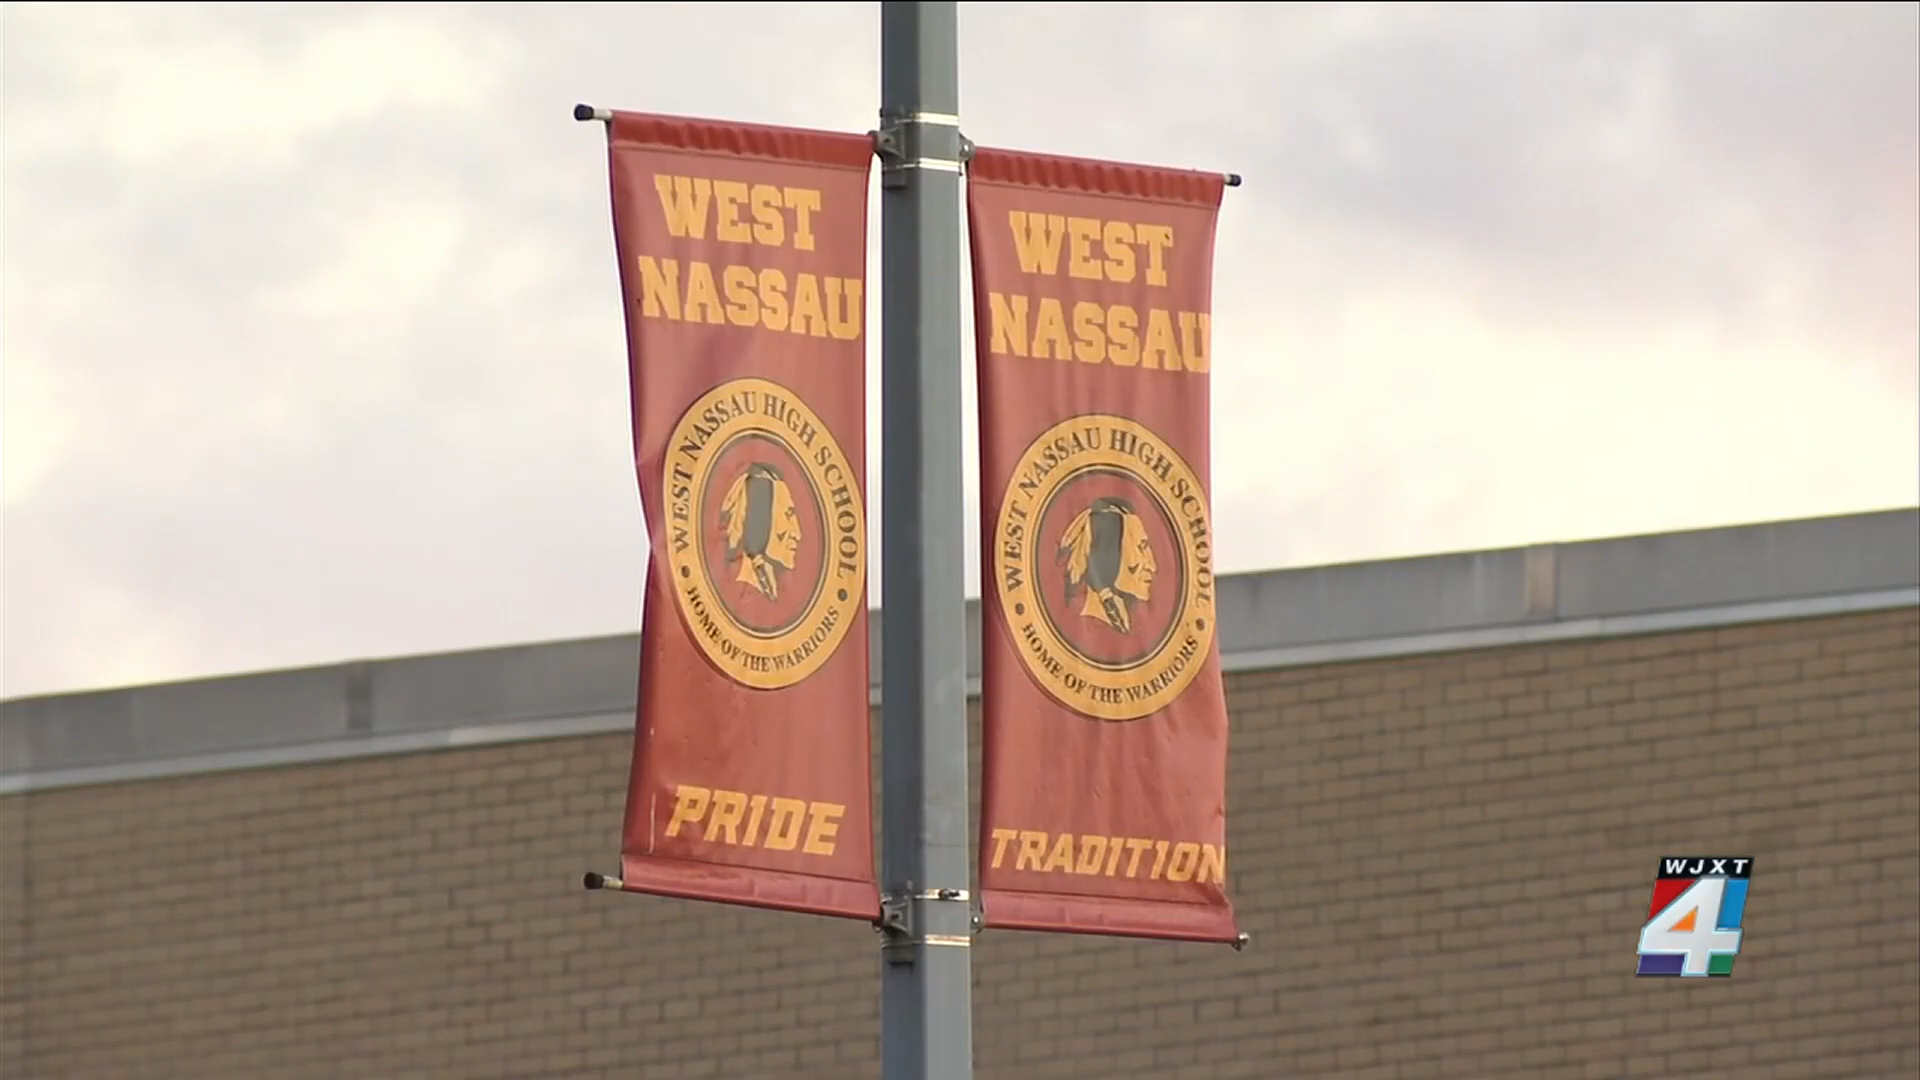 WEST
NASSAU
WEST NASSAU HIGH SCHOOL
HOME OF THE WARRIORS
PRIDE
WEST
NASSAU
WEST NASSAU HIGH SCHOOL
HOME OF THE WARRIORS
TRADITION
WJXT
4